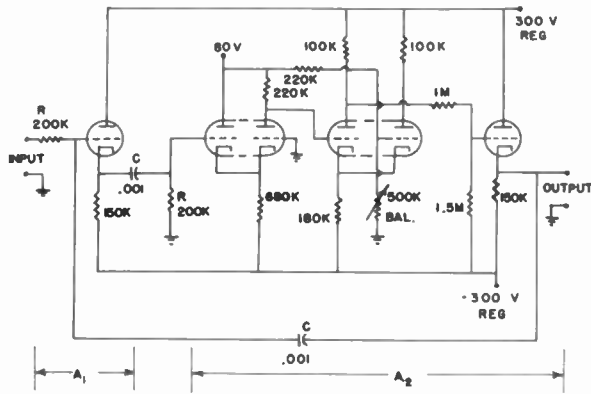 300 V
REG
80V
100K
100K
220K
220K
1M
R
200K
INPUT
C
.001
R
200K
150K
680K
180K
500K
BAL.
1.5M
150K
OUTPUT
-300 V
REG
C
.001
A1
A2